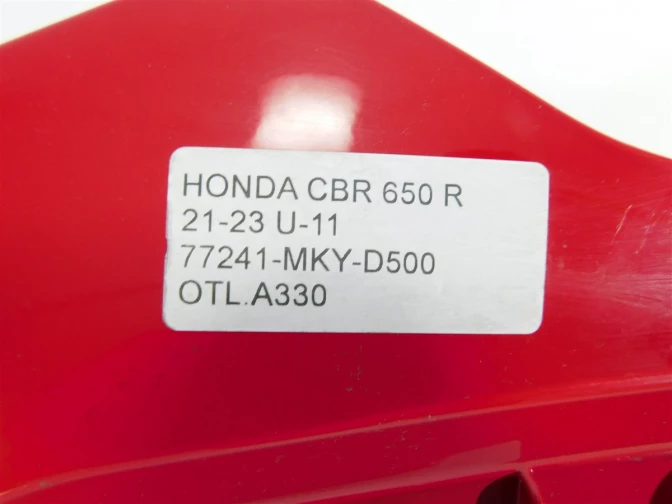 HONDA CBR 650 R
21-23 U-11
77241-MKY-D500
OTL.A330